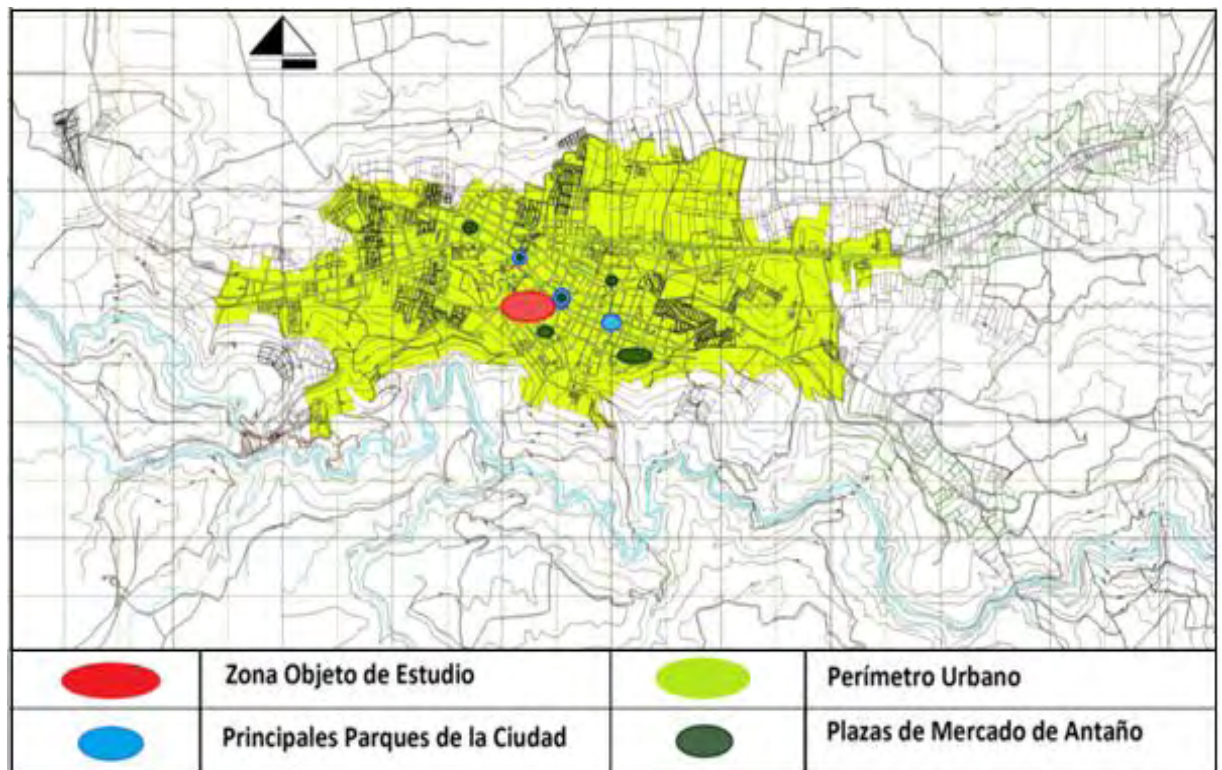 Zona Objeto de Estudio
Perímetro Urbano
Principales Parques de la Ciudad
Plazas de Mercado de Antaño